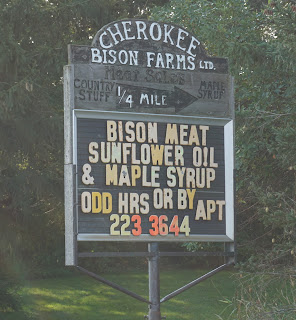 CHEROKEE
BISON FARMS LTD.
Meat Sales
COUNTRY STUFF
1/4 MILE
MAPLE SYRUP
BISON MEAT
SUNFLOWER OIL
& MAPLE SYRUP
ODD HRS OR BY APT
223 3644